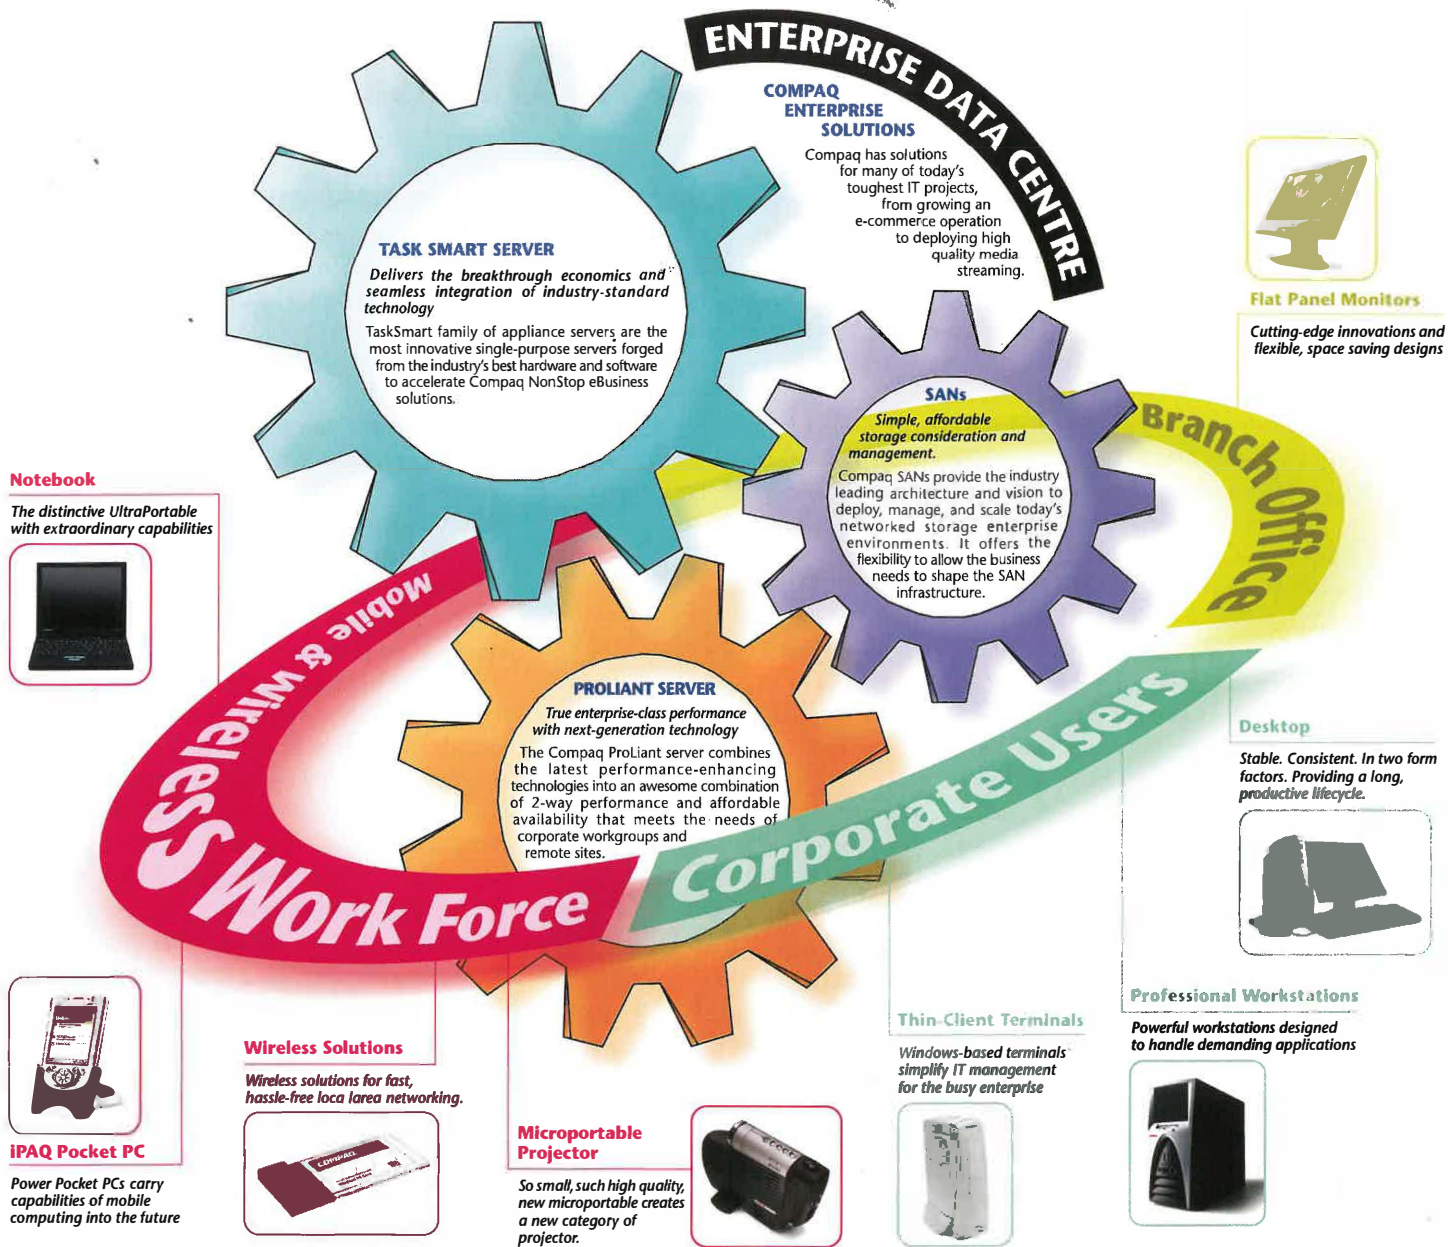 ENTERPRISE DATA CENTRE
COMPAQ
ENTERPRISE
SOLUTIONS
Compaq has solutions
for many of today's
toughest IT projects,
from growing an
e-commerce operation
to deploying high
quality media
streaming.
TASK SMART SERVER
Delivers the breakthrough economics and
seamless integration of industry-standard
technology
TaskSmart family of appliance servers are the
most innovative single-purpose servers forged
from the industry's best hardware and software
to accelerate Compaq NonStop eBusiness
solutions.
Flat Panel Monitors
Cutting-edge innovations and
flexible, space saving designs
SANs
Simple, affordable
storage consideration and
management.
Compaq SANs provide the industry
leading architecture and vision to
deploy, manage, and scale today's
networked storage enterprise
environments. It offers the
flexibility to allow the business
needs to shape the SAN
infrastructure.
Branch Office
Notebook
The distinctive UltraPortable
with extraordinary capabilities
Mobile & wireless Work Force
PROLIANT SERVER
True enterprise-class performance
with next-generation technology
The Compaq ProLiant server combines
the latest performance-enhancing
technologies into an awesome combination
of 2-way performance and affordable
availability that meets the needs of
corporate workgroups and
remote sites.
Corporate Users
Desktop
Stable. Consistent. In two form
factors. Providing a long,
productive lifecycle.
Professional Workstations
Powerful workstations designed
to handle demanding applications
Thin-Client Terminals
Windows-based terminals
simplify IT management
for the busy enterprise
Wireless Solutions
Wireless solutions for fast,
hassle-free loca larea networking.
COMPAQ
Microportable
Projector
So small, such high quality,
new microportable creates
a new category of
projector.
iPAQ Pocket PC
Power Pocket PCs carry
capabilities of mobile
computing into the future